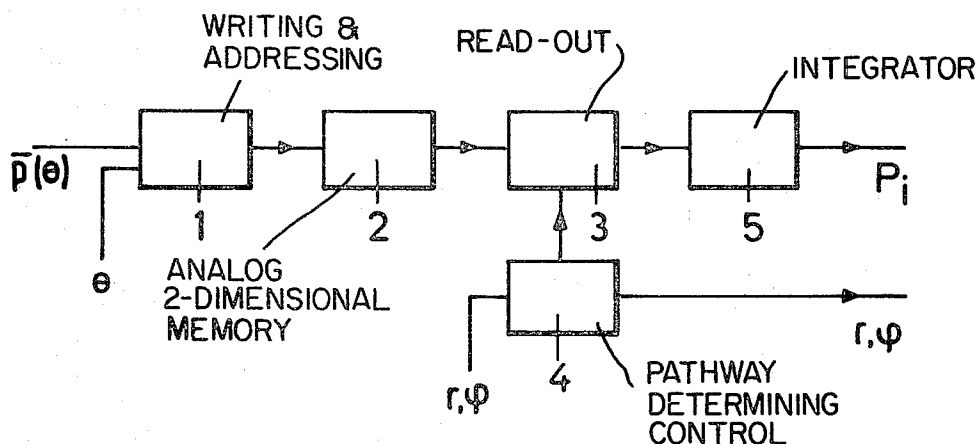 WRITING &
ADDRESSING
READ-OUT
INTEGRATOR
p̄(θ)
θ
1
2
3
5
Pi
ANALOG
2-DIMENSIONAL
MEMORY
r,φ
4
r,φ
PATHWAY
DETERMINING
CONTROL